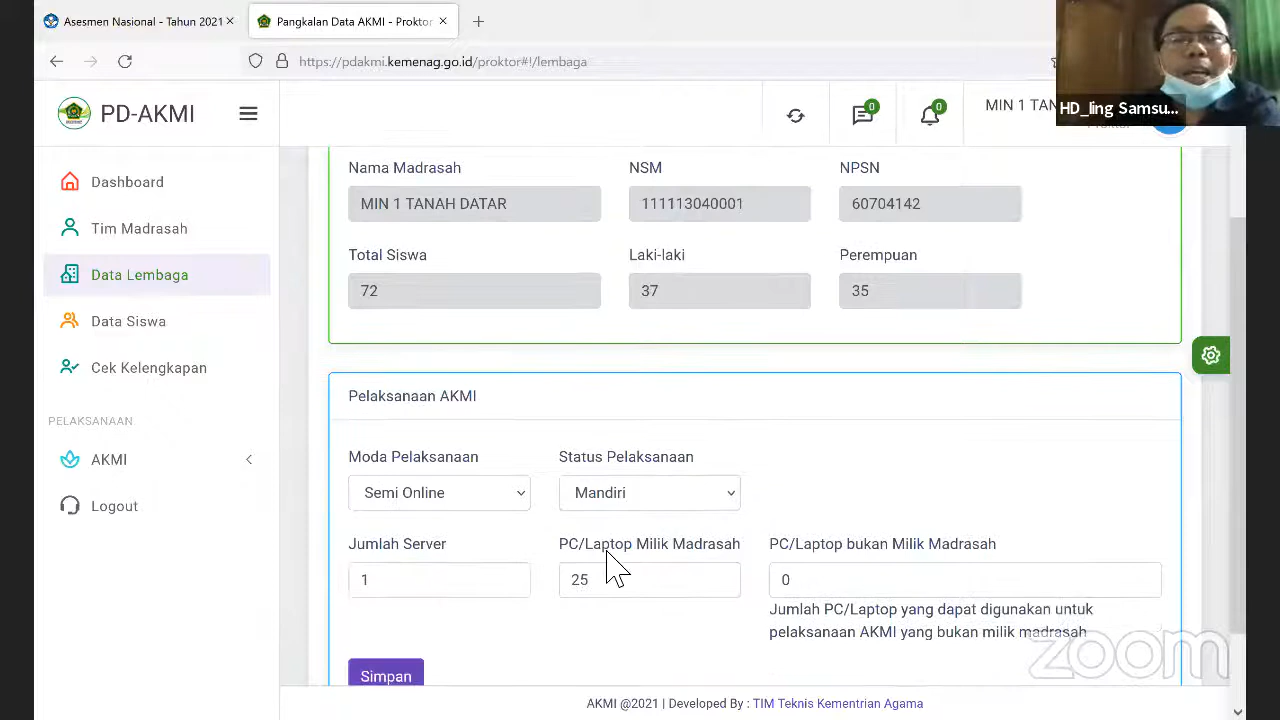 Asesmen Nasional - Tahun 2021
Pangkalan Data AKMI - Proktor
https://pdakmi.kemenag.go.id/proktor#!/lembaga
PD-AKMI
0
0
MIN 1 TAN
HD_Iing Samsu...
Dashboard
Tim Madrasah
Data Lembaga
Data Siswa
Cek Kelengkapan
PELAKSANAAN
AKMI
Logout
Nama Madrasah NSM NPSN
MIN 1 TANAH DATAR 111113040001 60704142
Total Siswa Laki-laki Perempuan
72 37 35
Pelaksanaan AKMI
Moda Pelaksanaan Status Pelaksanaan
Semi Online Mandiri
Jumlah Server PC/Laptop Milik Madrasah PC/Laptop bukan Milik Madrasah
1 25 0
Jumlah PC/Laptop yang dapat digunakan untuk
pelaksanaan AKMI yang bukan milik madrasah
Simpan
zoom
AKMI @2021 | Developed By : TIM Teknis Kementrian Agama